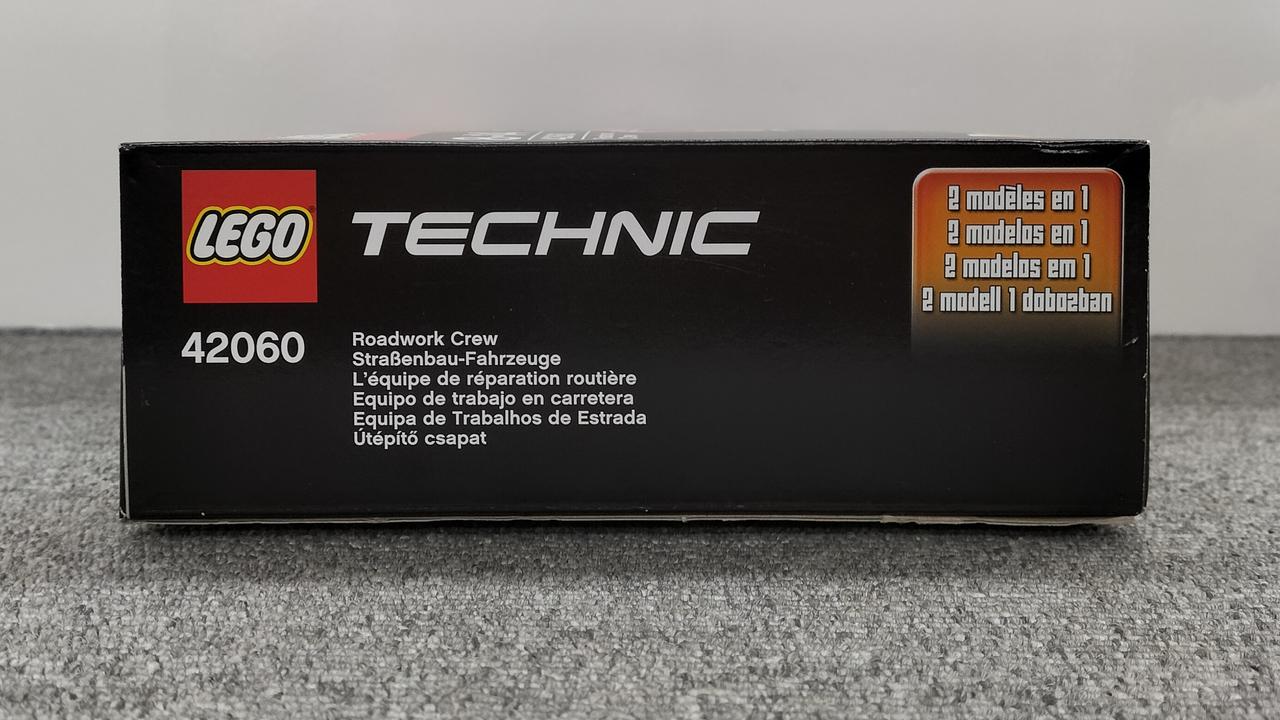 LEGO
TECHNIC
42060
Roadwork Crew
Straßenbau-Fahrzeuge
L'équipe de réparation routière
Equipo de trabajo en carretera
Equipa de Trabalhos de Estrada
Útépítő csapat
2 modèles en 1
2 modelos en 1
2 modelos em 1
2 modell 1 dobozban